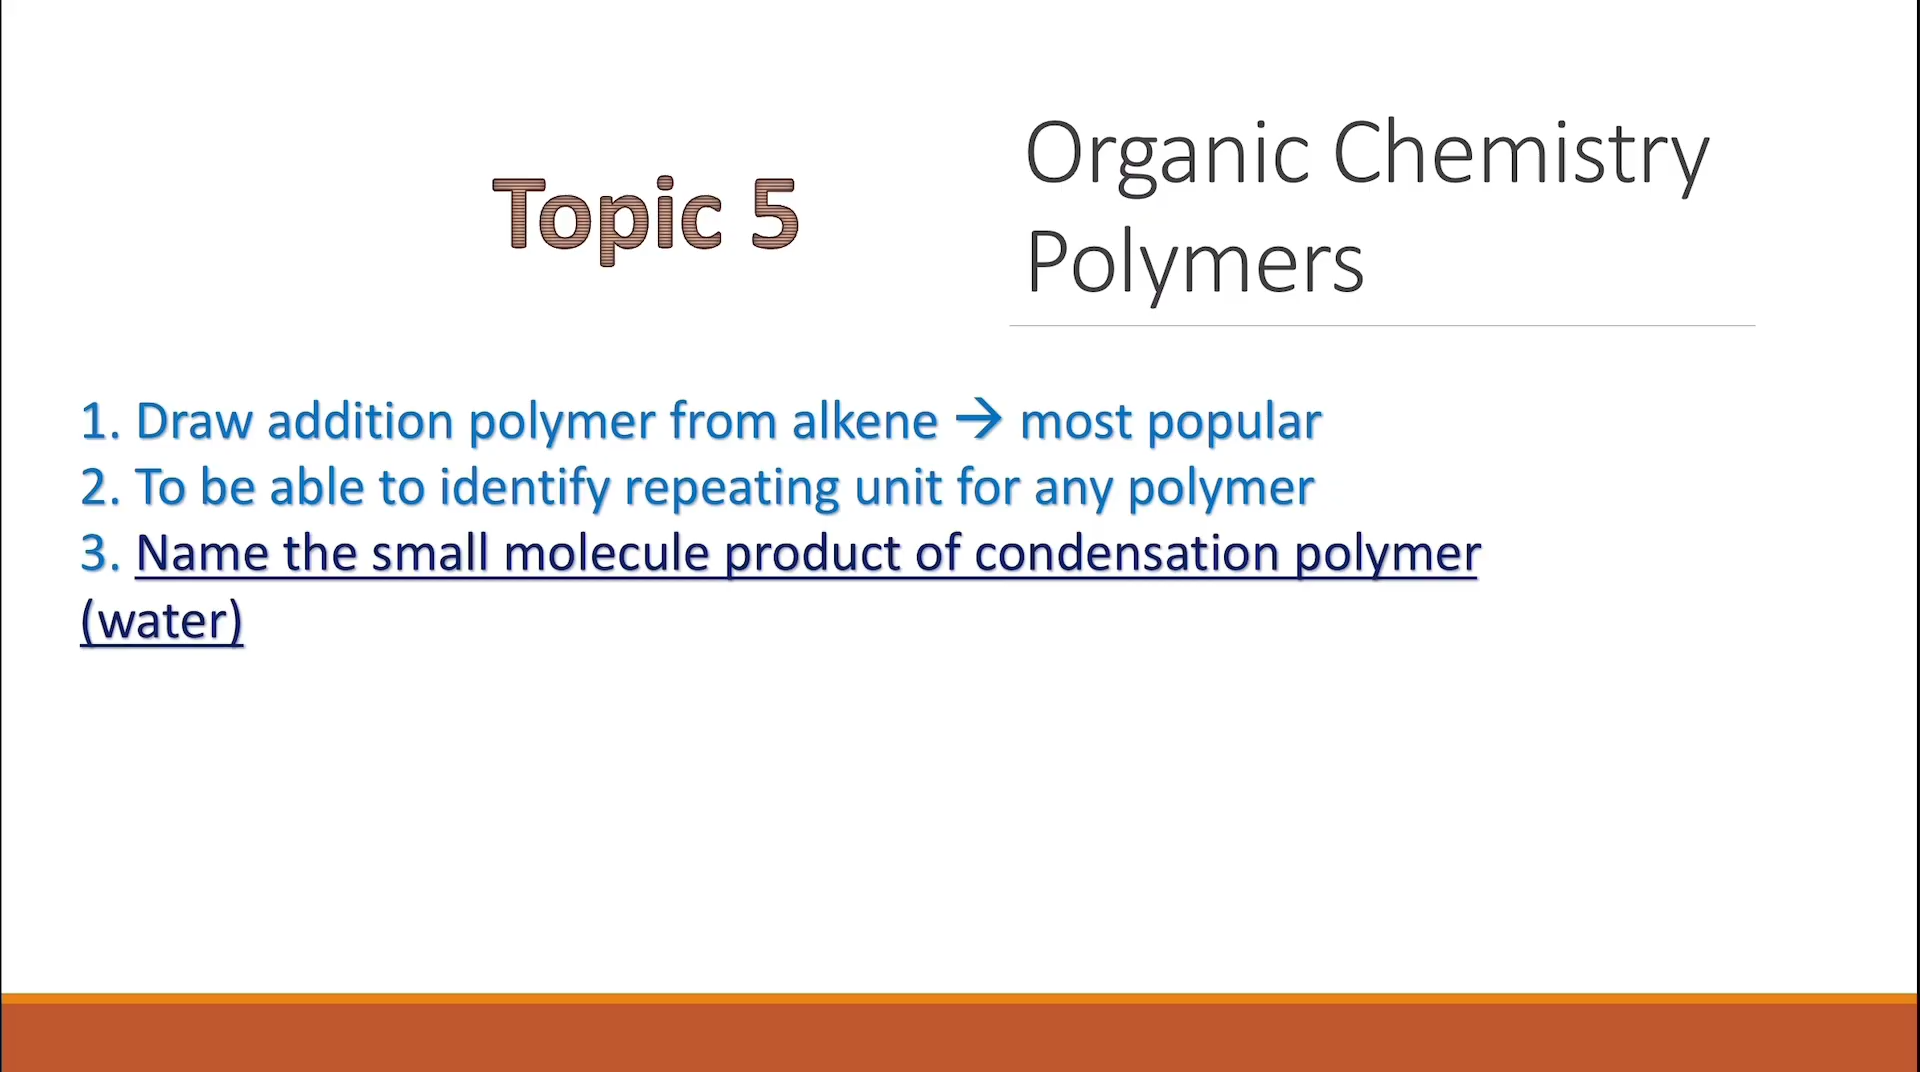 Topic 5
Organic Chemistry
Polymers
1. Draw addition polymer from alkene → most popular
2. To be able to identify repeating unit for any polymer
3. Name the small molecule product of condensation polymer
(water)